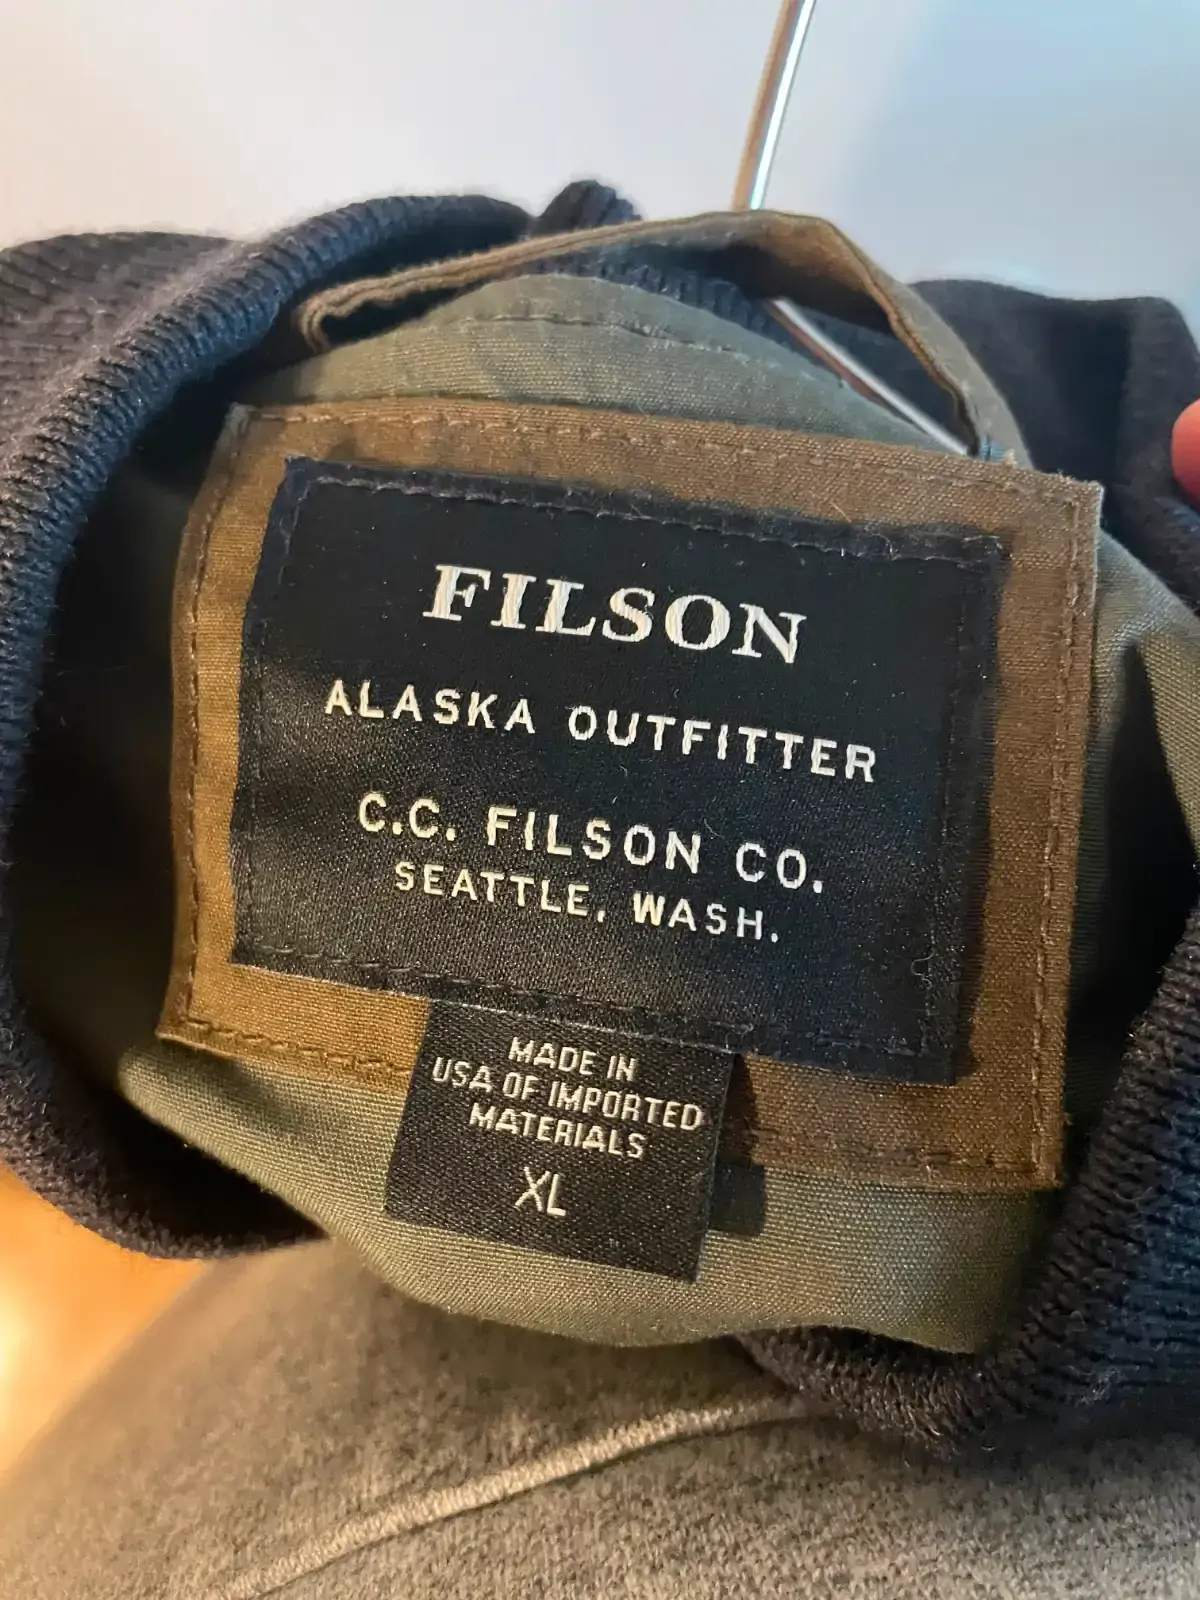 FILSON
ALASKA OUTFITTER
C.C. FILSON CO.
SEATTLE, WASH.
MADE IN
USA OF IMPORTED
MATERIALS
XL